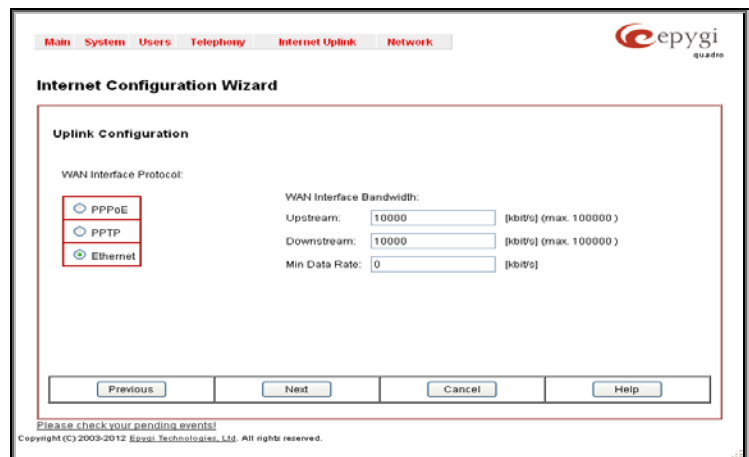 Main System Users Telephony Internet Uplink Network
epygi
quadro
Internet Configuration Wizard
Uplink Configuration
WAN Interface Protocol:
PPPoE
PPTP
Ethernet
WAN Interface Bandwidth:
Upstream: 10000 [kbit/s] (max. 100000 )
Downstream: 10000 [kbit/s] (max. 100000 )
Min Data Rate: 0 [kbit/s]
Previous Next Cancel Help
Please check your pending events!
Copyright (C) 2003-2012 Epygi Technologies, Ltd. All rights reserved.